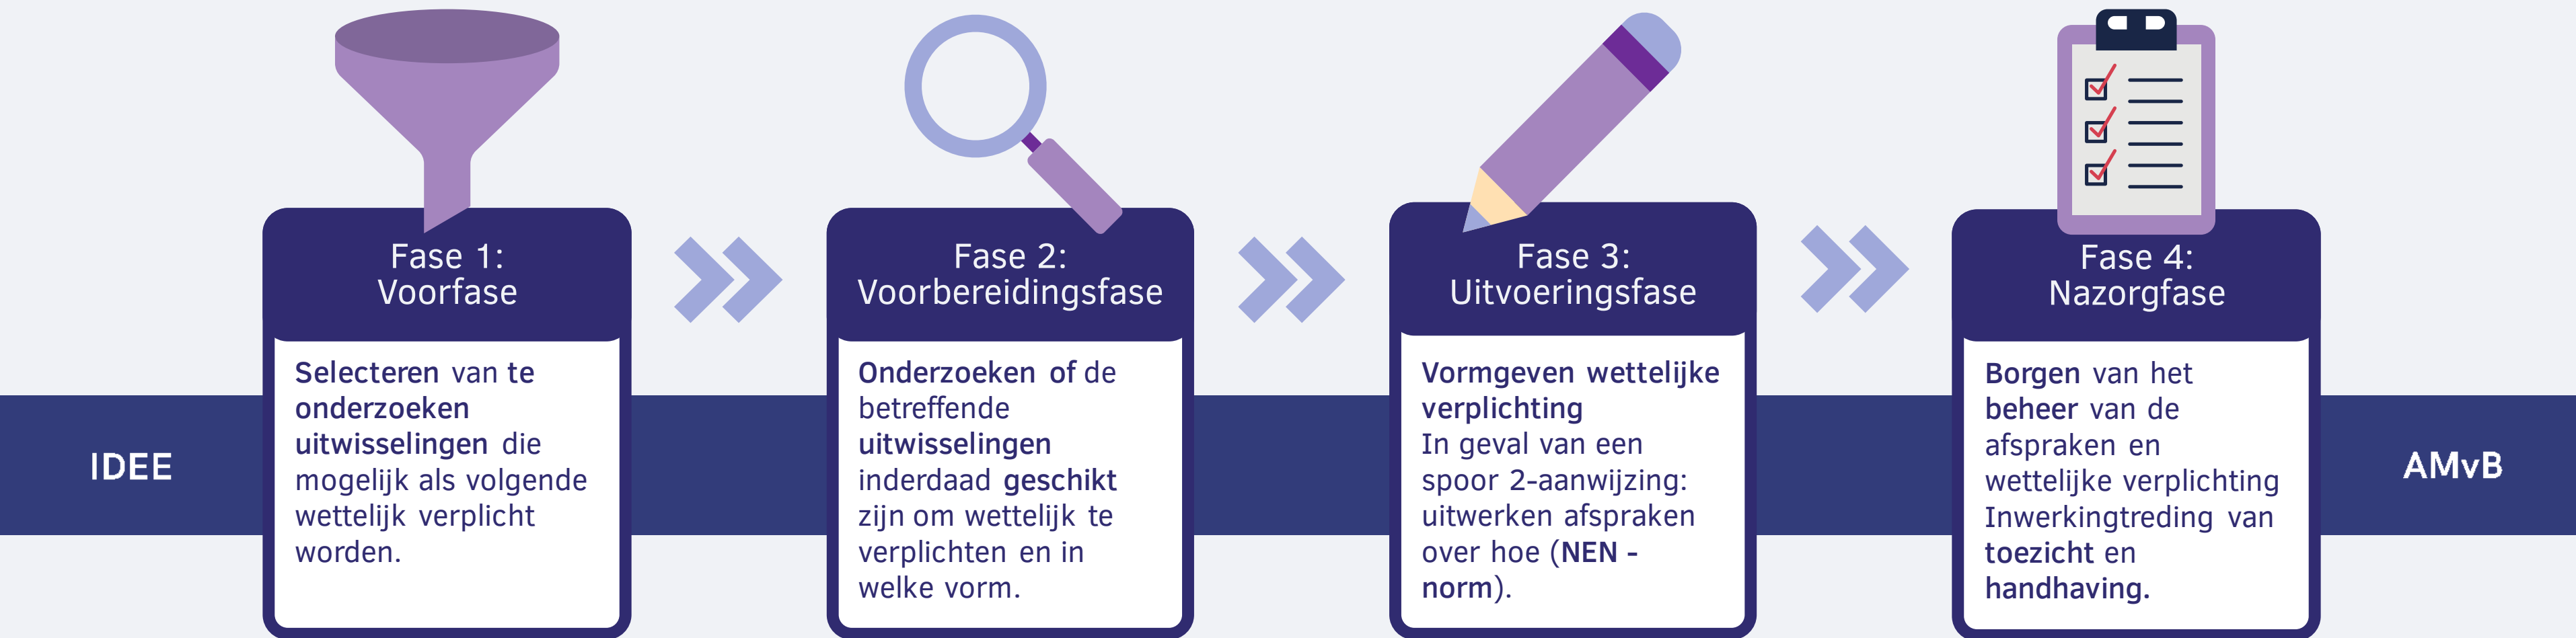 IDEE
Fase 1:
Voorfase
Selecteren van te
onderzoeken
uitwisselingen die
mogelijk als volgende
wettelijk verplicht
worden.
Fase 2:
Voorbereidingsfase
Onderzoeken of de
betreffende
uitwisselingen
inderdaad geschikt
zijn om wettelijk te
verplichten en in
welke vorm.
Fase 3:
Uitvoeringsfase
Vormgeven wettelijke
verplichting
In geval van een
spoor 2-aanwijzing:
uitwerken afspraken
over hoe (NEN -
norm).
Fase 4:
Nazorgfase
Borgen van het
beheer van de
afspraken en
wettelijke verplichting
Inwerkingtreding van
toezicht en
handhaving.
AMvB